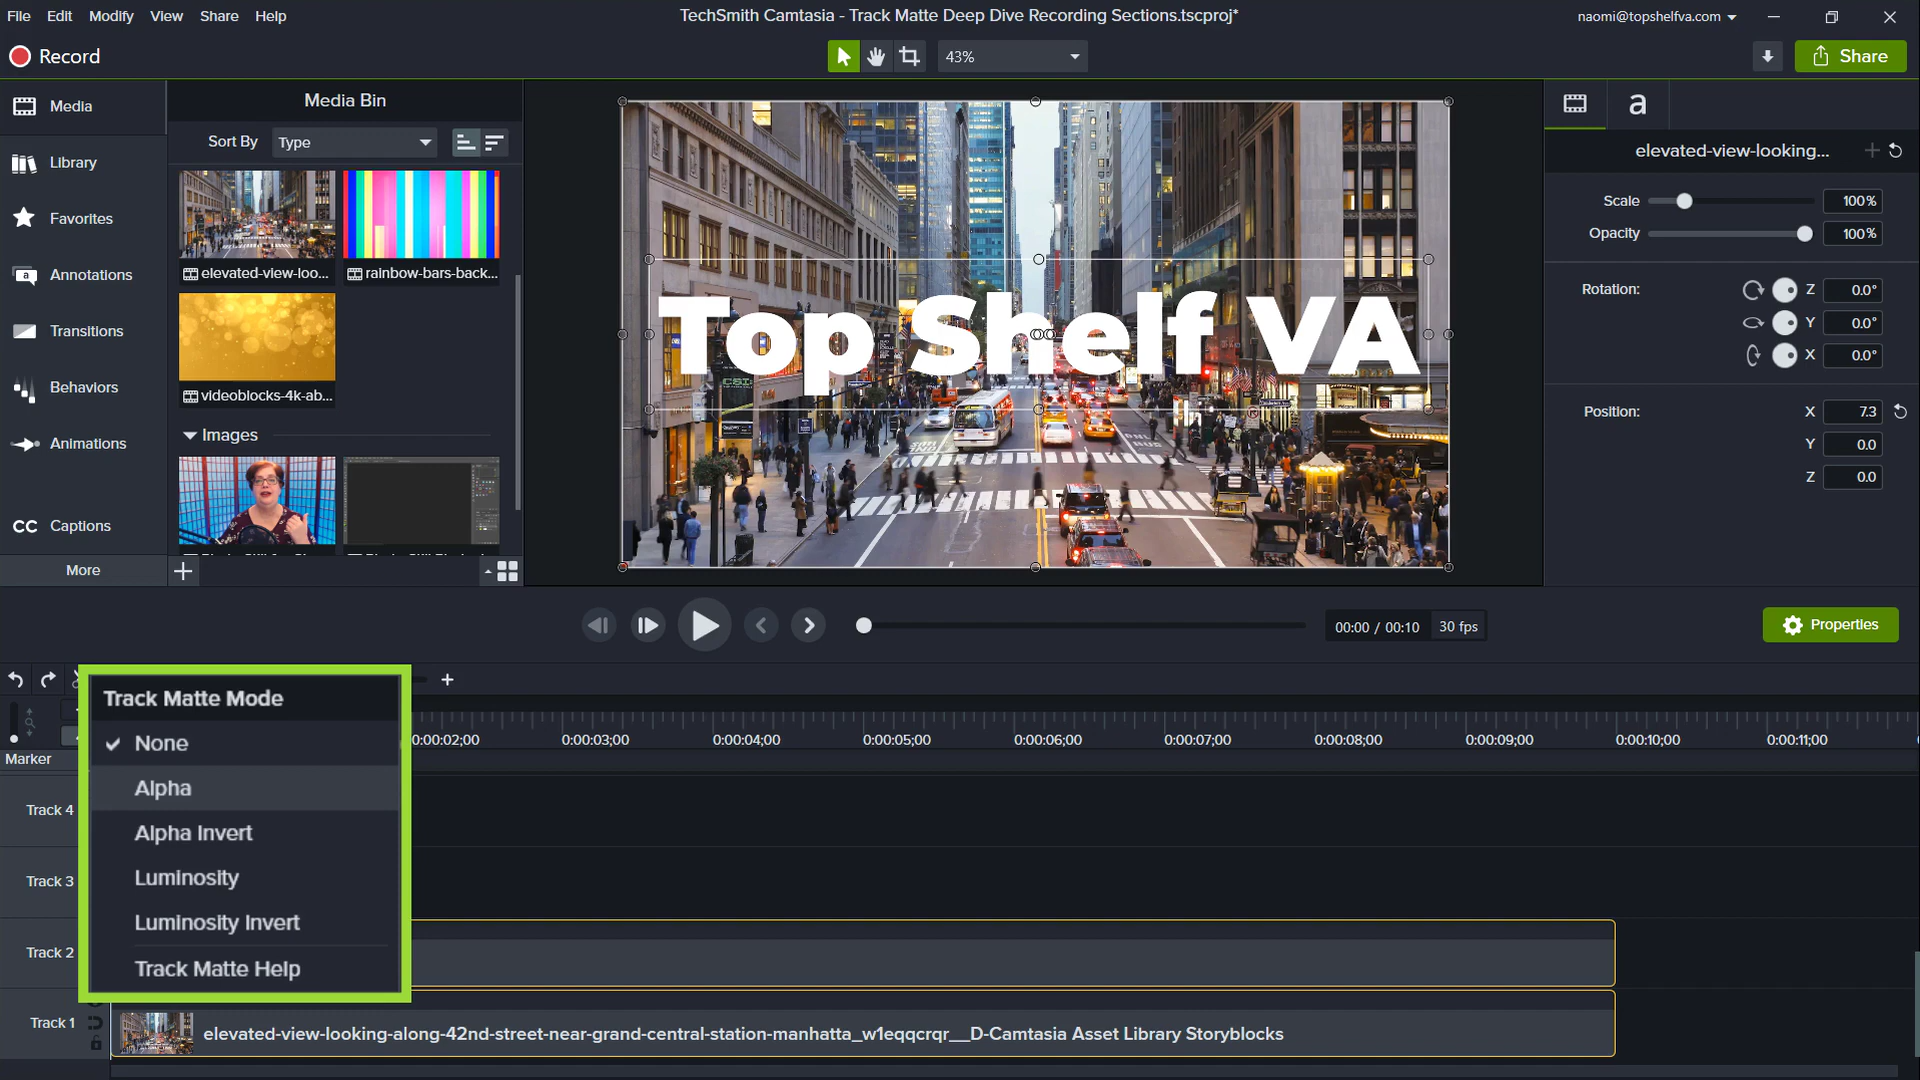 File Edit Modify View Share Help
TechSmith Camtasia - Track Matte Deep Dive Recording Sections.tscproj*
naomi@topshelfva.com
Record
43%
Share
Media
Library
Favorites
Annotations
Transitions
Behaviors
Animations
CC Captions
More
Media Bin
Sort By Type
elevated-view-loo...
rainbow-bars-back...
videoblocks-4k-ab...
Images
Top Shelf VA
a
elevated-view-looking...
Scale 100%
Opacity 100%
Rotation: Z 0.0°
Y 0.0°
X 0.0°
Position: X 7.3
Y 0.0
Z 0.0
00:00 / 00:10 30 fps
Properties
Track Matte Mode
None
Alpha
Alpha Invert
Luminosity
Luminosity Invert
Track Matte Help
0:00:02;00 0:00:03;00 0:00:04;00 0:00:05;00 0:00:06;00 0:00:07;00 0:00:08;00 0:00:09;00 0:00:10;00 0:00:11;00
Marker
Track 4
Track 3
Track 2
Track 1
elevated-view-looking-along-42nd-street-near-grand-central-station-manhatta_w1eqqcrqr__D-Camtasia Asset Library Storyblocks